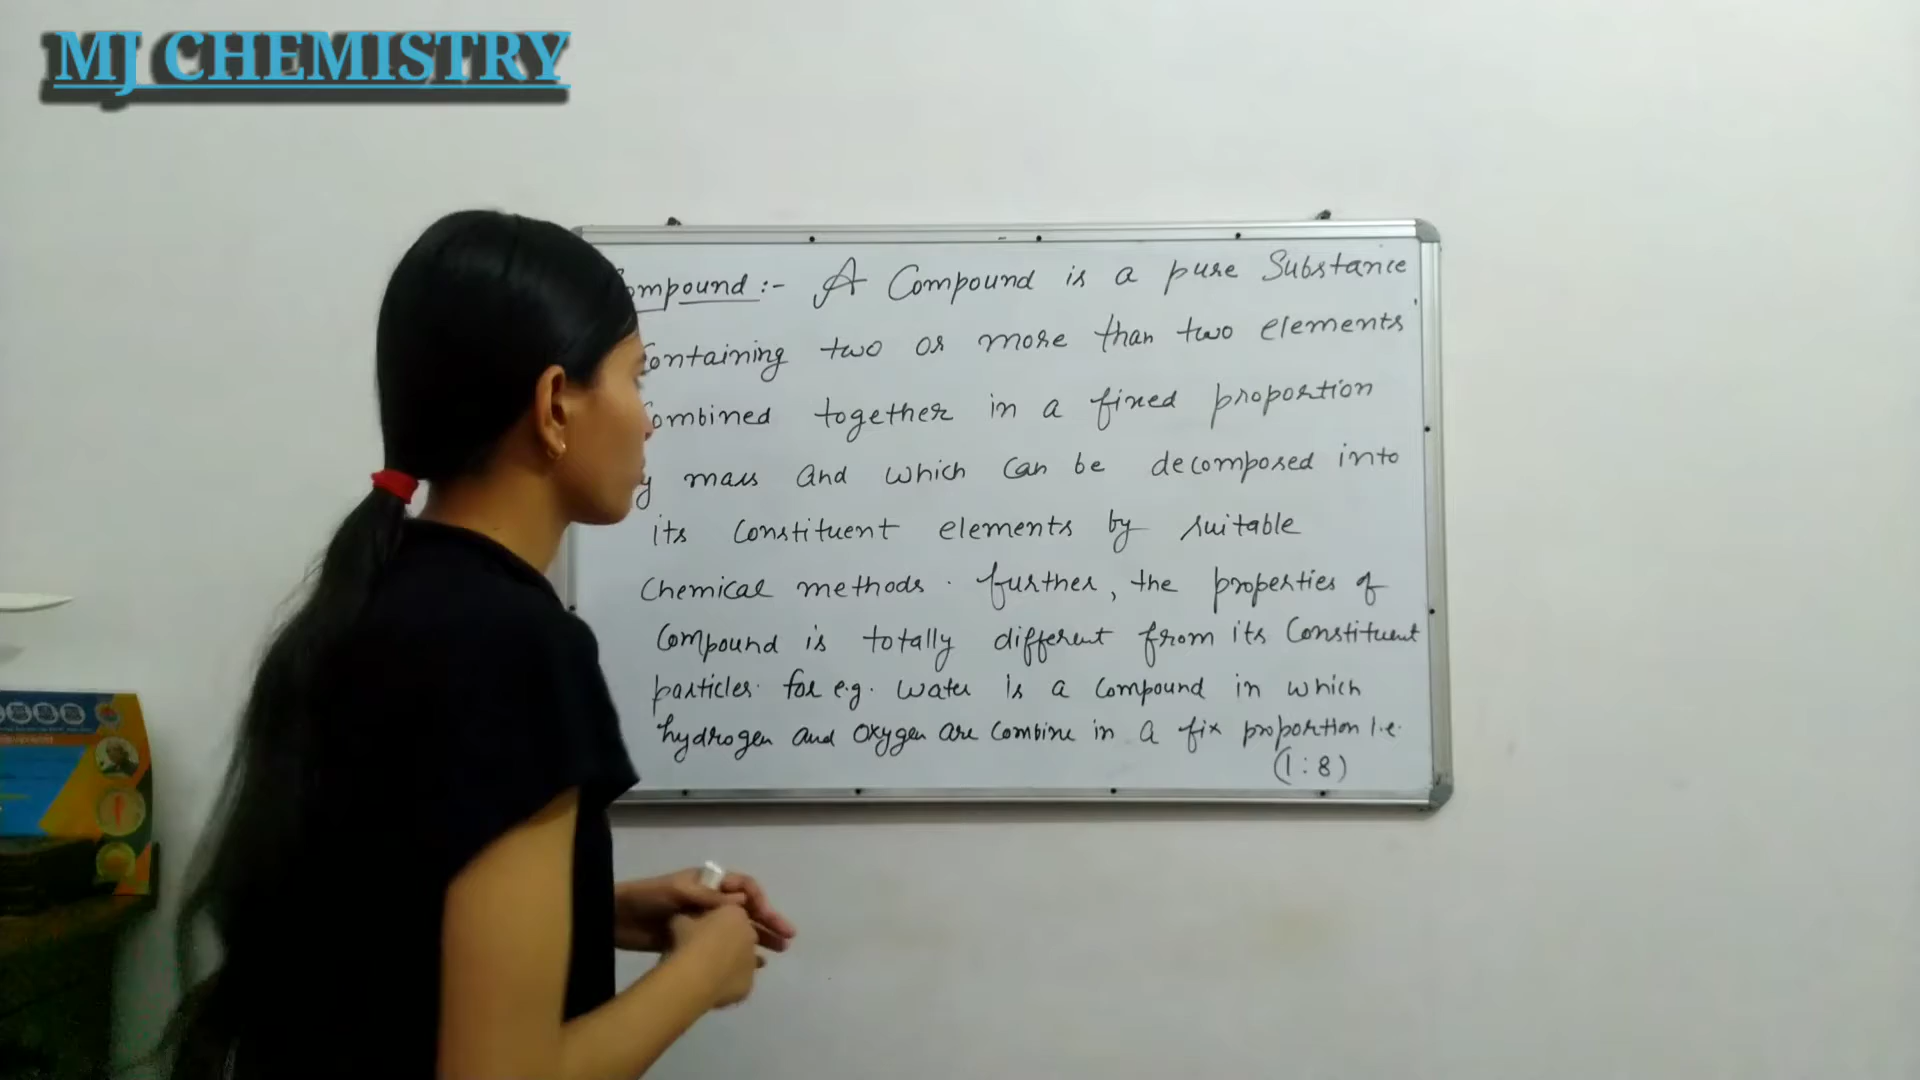 MJ CHEMISTRY
ompound :- A Compound is a pure Substance
Containing two or more than two elements
Combined together in a fixed proportion
y mass and which can be decomposed into
its Constituent elements by suitable
Chemical methods . further, the properties of
Compound is totally different from its Constituent
particles. for e.g. water is a compound in which
hydrogen and oxygen are combine in a fix proportion i.e.
(1 : 8)